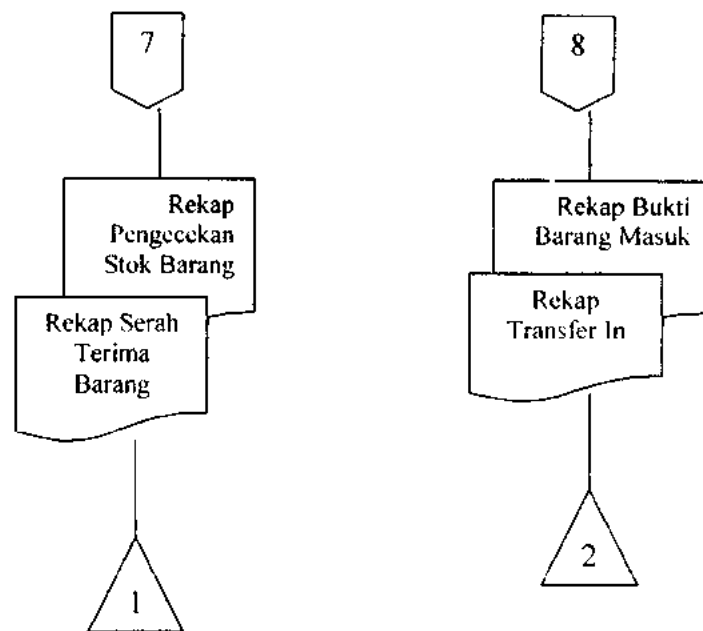 7
Rekap
Pengecekan
Stok Barang
Rekap Serah
Terima
Barang
1
8
Rekap Bukti
Barang Masuk
Rekap
Transfer In
2